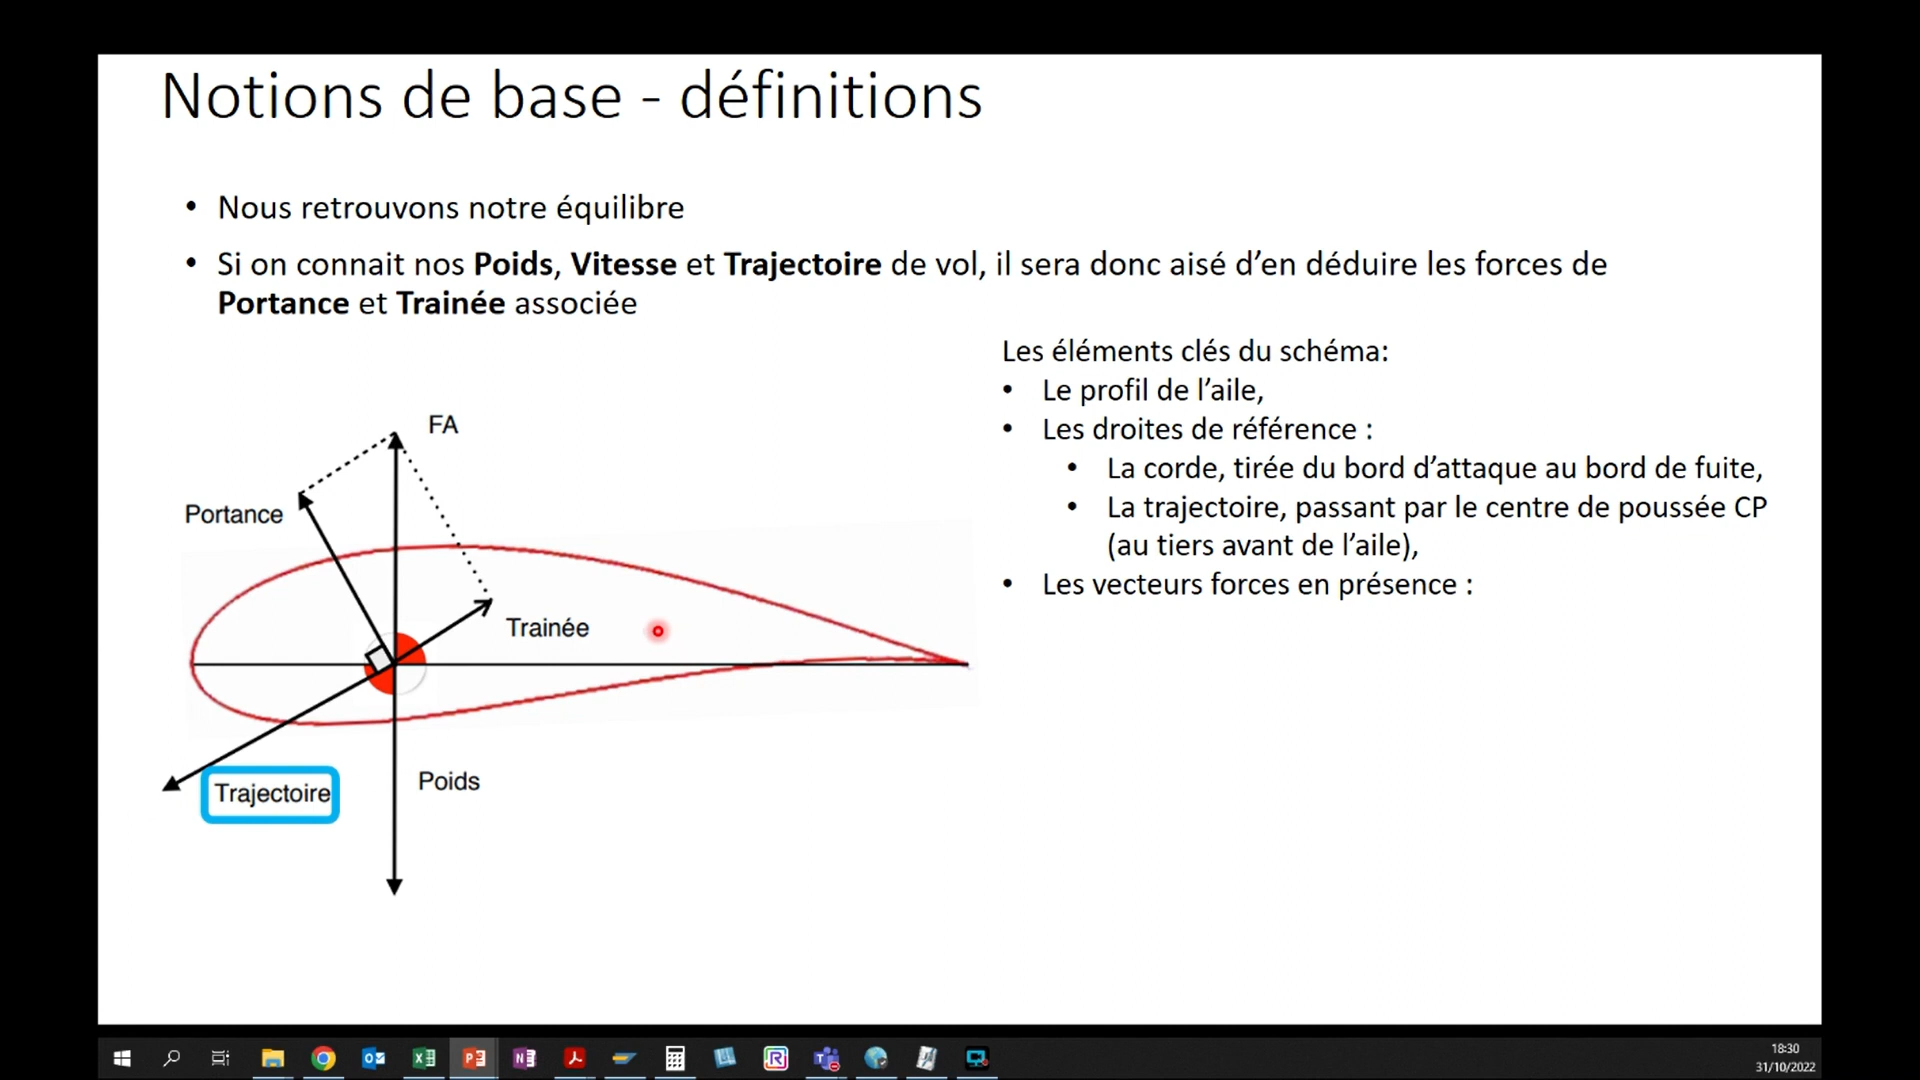 Notions de base - définitions
• Nous retrouvons notre équilibre
• Si on connait nos Poids, Vitesse et Trajectoire de vol, il sera donc aisé d’en déduire les forces de
Portance et Trainée associée
Les éléments clés du schéma:
• Le profil de l’aile,
• Les droites de référence :
• La corde, tirée du bord d’attaque au bord de fuite,
• La trajectoire, passant par le centre de poussée CP
(au tiers avant de l’aile),
• Les vecteurs forces en présence :
FA
Portance
Trainée
Poids
Trajectoire
18:30
31/10/2022